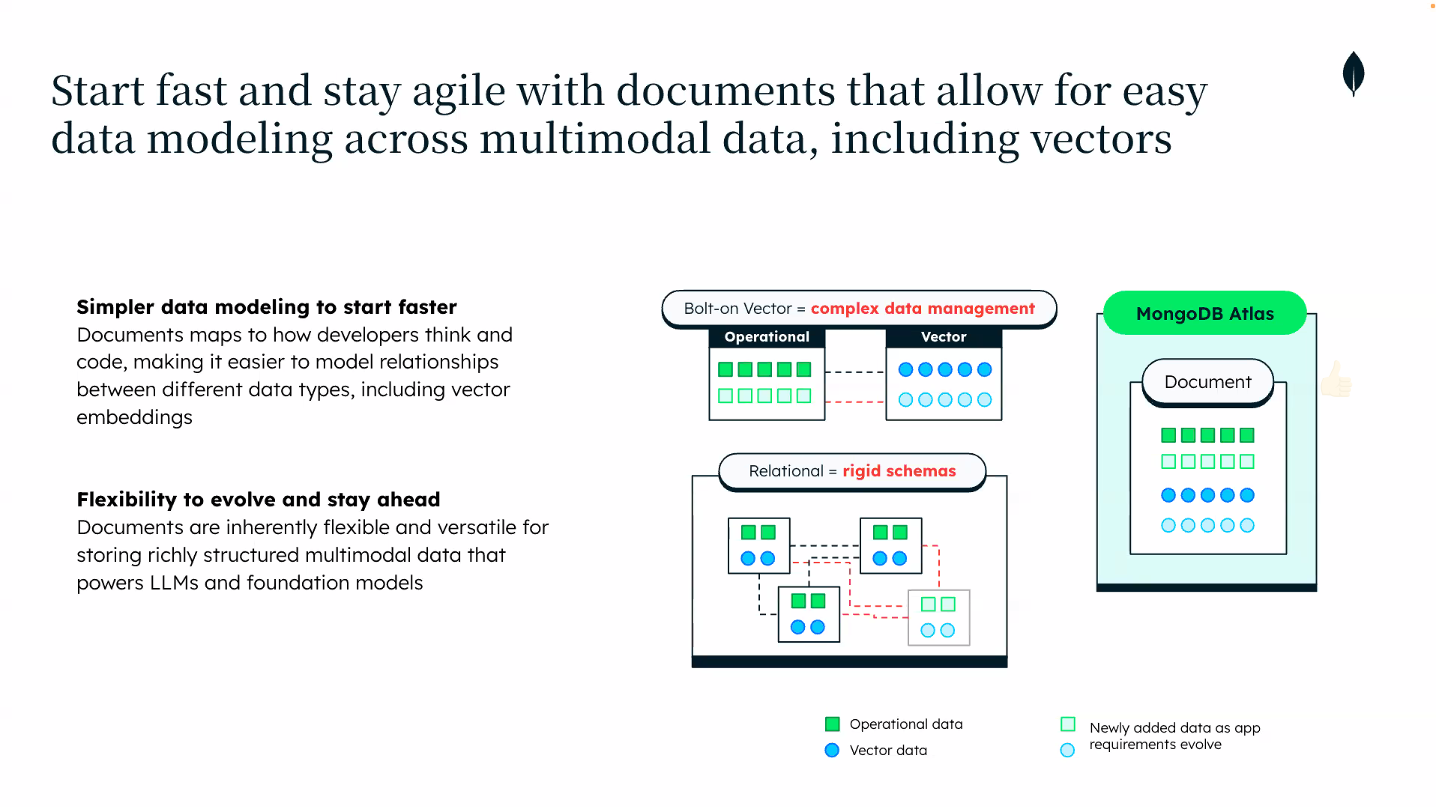 Start fast and stay agile with documents that allow for easy
data modeling across multimodal data, including vectors
Simpler data modeling to start faster
Documents maps to how developers think and
code, making it easier to model relationships
between different data types, including vector
embeddings
Flexibility to evolve and stay ahead
Documents are inherently flexible and versatile for
storing richly structured multimodal data that
powers LLMs and foundation models
Bolt-on Vector = complex data management
Operational
Vector
Relational = rigid schemas
MongoDB Atlas
Document
Operational data
Vector data
Newly added data as app
requirements evolve